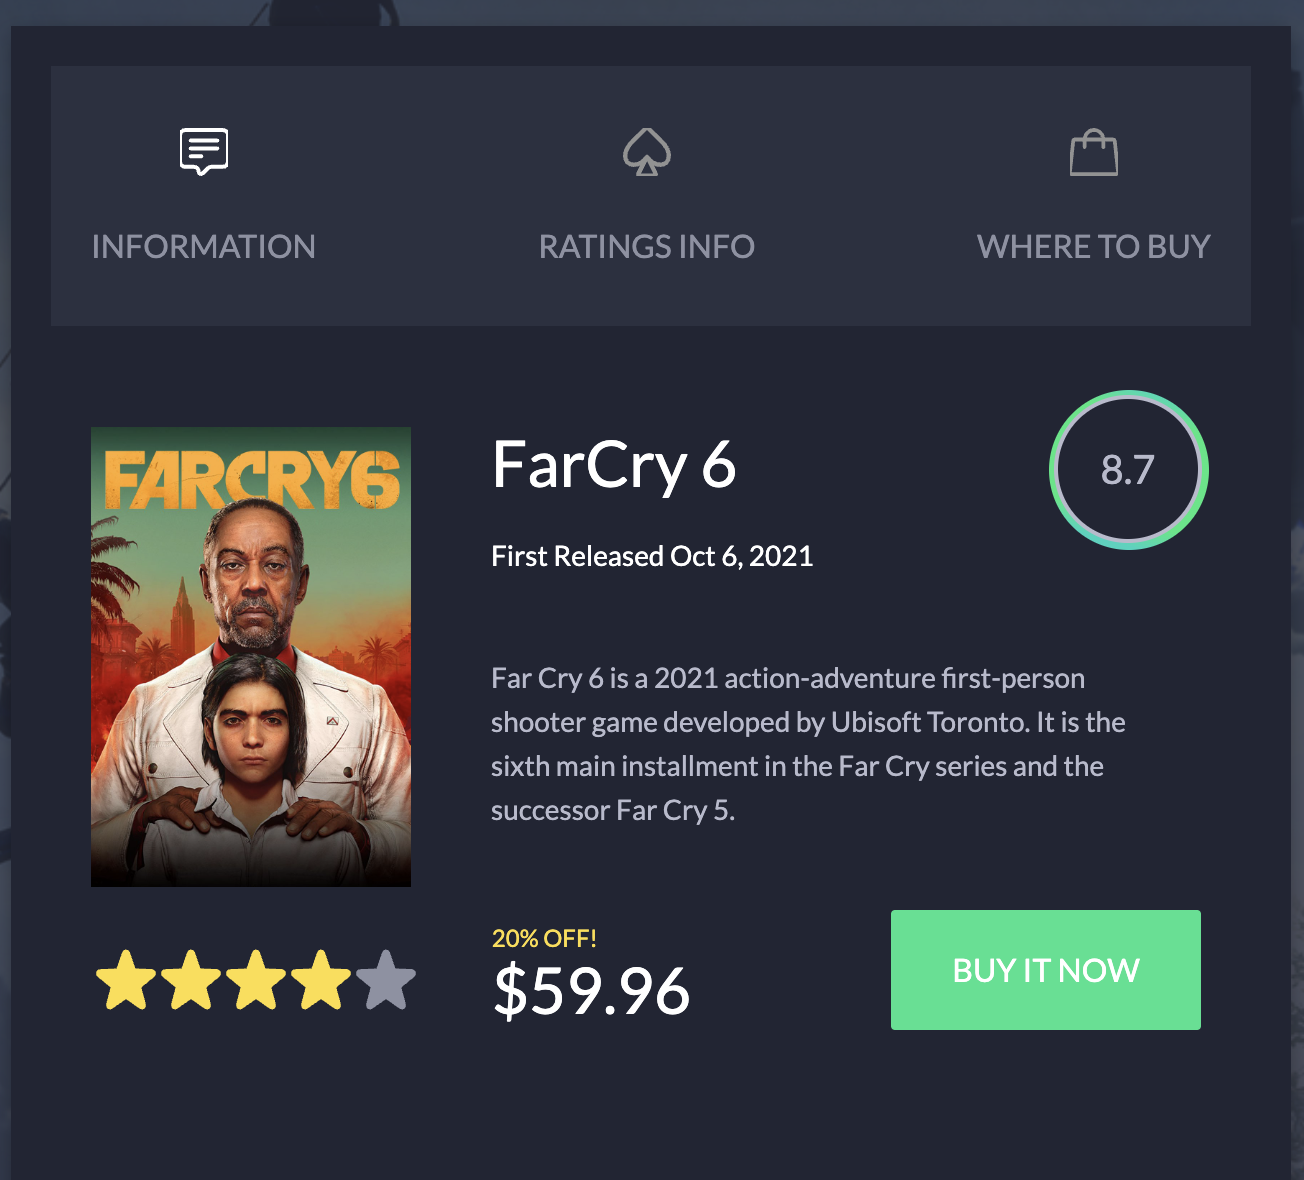 INFORMATION
RATINGS INFO
WHERE TO BUY
FARCRY6
FarCry 6
8.7
First Released Oct 6, 2021
Far Cry 6 is a 2021 action-adventure first-person
shooter game developed by Ubisoft Toronto. It is the
sixth main installment in the Far Cry series and the
successor Far Cry 5.
20% OFF!
$59.96
BUY IT NOW